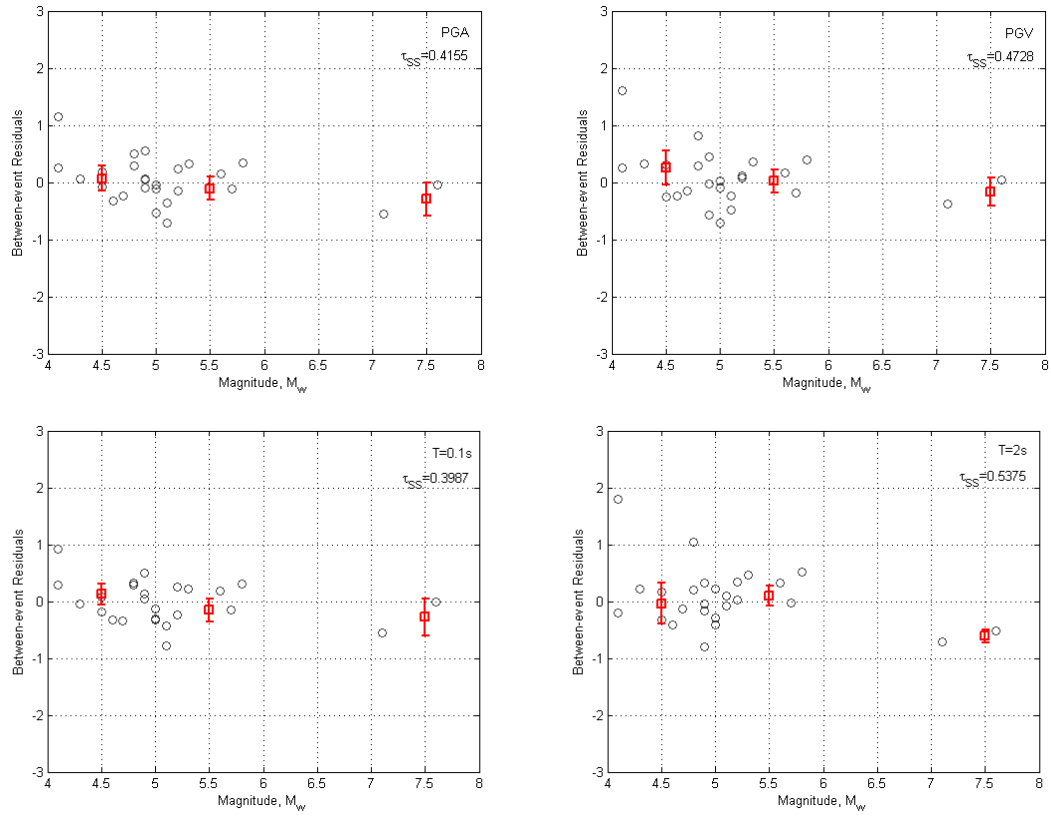 3
2
1
0
-1
-2
-3
Between-event Residuals
PGA
τSS=0.4155
4.5 5 5.5 6 6.5 7 7.5 8
Magnitude, Mw
3
2
1
0
-1
-2
-3
Between-event Residuals
PGV
τSS=0.4728
4.5 5 5.5 6 6.5 7 7.5 8
Magnitude, Mw
3
2
1
0
-1
-2
-3
Between-event Residuals
T=0.1s
τSS=0.3987
4.5 5 5.5 6 6.5 7 7.5 8
Magnitude, Mw
3
2
1
0
-1
-2
-3
Between-event Residuals
T=2s
τSS=0.5375
4.5 5 5.5 6 6.5 7 7.5 8
Magnitude, Mw